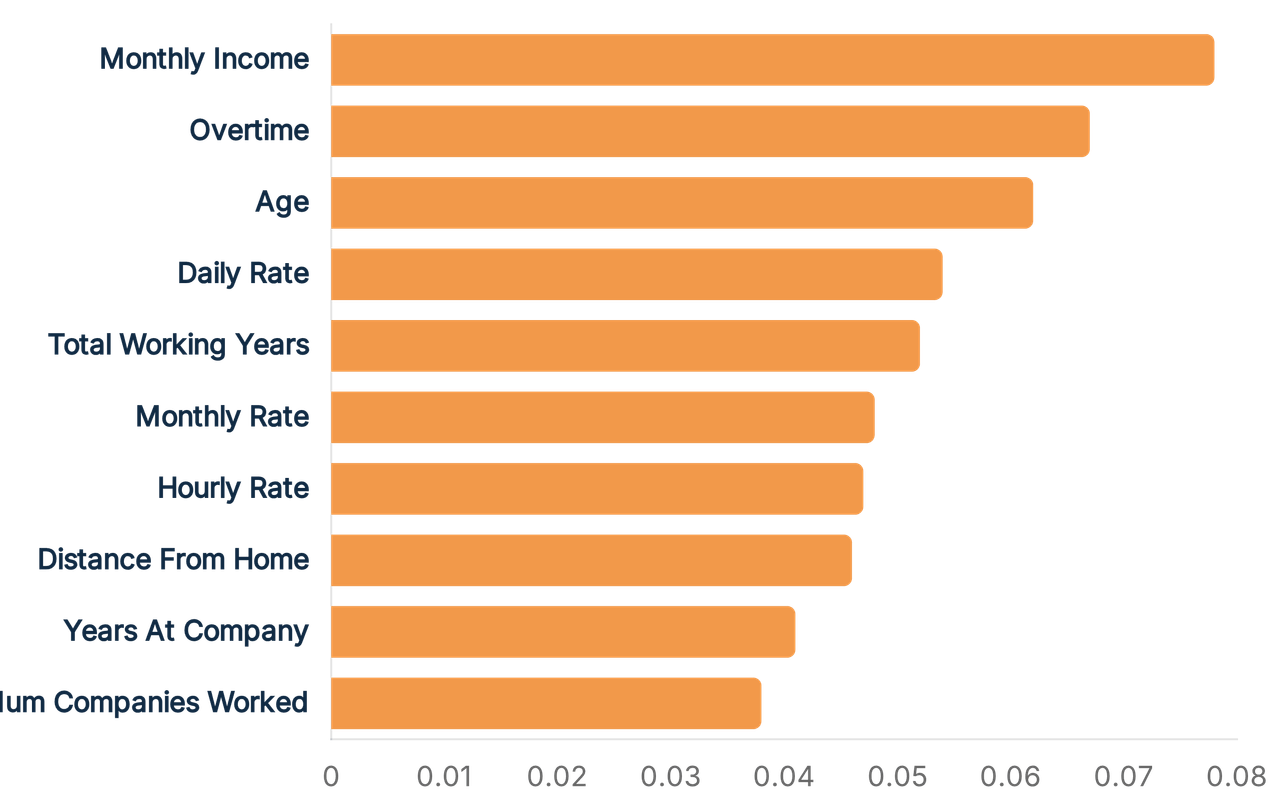 Monthly Income
Overtime
Age
Daily Rate
Total Working Years
Monthly Rate
Hourly Rate
Distance From Home
Years At Company
Companies Worked
0 0.01 0.02 0.03 0.04 0.05 0.06 0.07 0.08